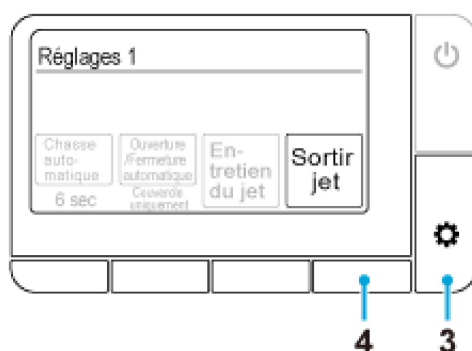 Réglages 1
Chasse
auto-
matique
6 sec
Ouverture
/Fermeture
automatique
Couvercle
uniquement
En-
tretien
du jet
Sortir
jet
4
3